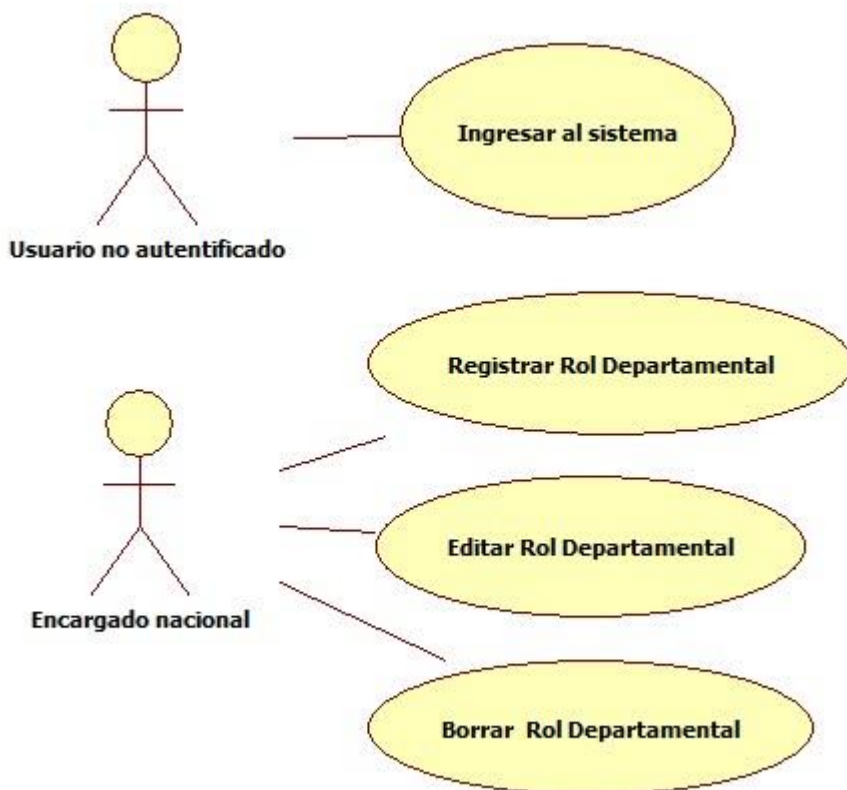 Ingresar al sistema
Usuario no autentificado
Registrar Rol Departamental
Editar Rol Departamental
Encargado nacional
Borrar Rol Departamental